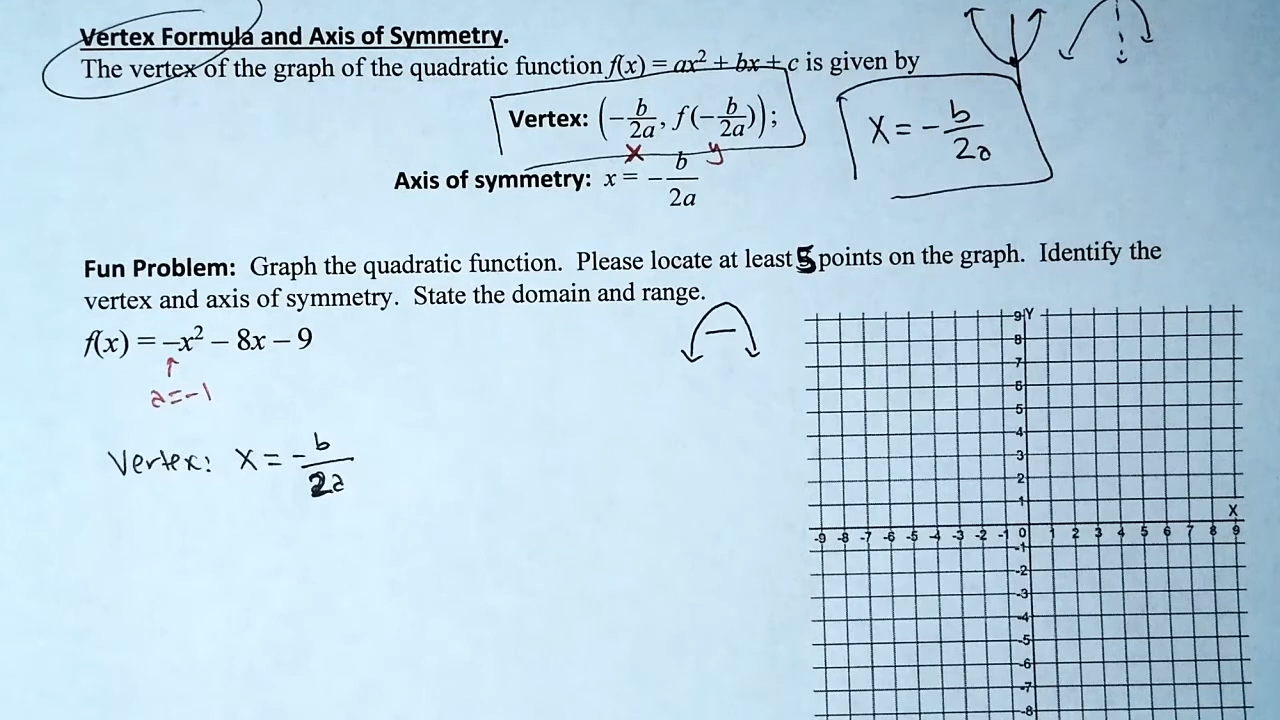 Vertex Formula and Axis of Symmetry.
The vertex of the graph of the quadratic function f(x) = ax² + bx + c is given by
Vertex: (-b/2a, f(-b/2a));
x y
x = -b/2a
Axis of symmetry: x = -b/2a
Fun Problem: Graph the quadratic function. Please locate at least 5 points on the graph. Identify the
vertex and axis of symmetry. State the domain and range.
f(x) = -x² - 8x - 9
a=-1
Vertex: x = -b/2a
9 Y
8
7
6
5
4
3
2
1
X
-9 -8 -7 -6 -5 -4 -3 -2 -1 0 1 2 3 4 5 6 7 8 9
-1
-2
-3
-4
-5
-6
-7
-8